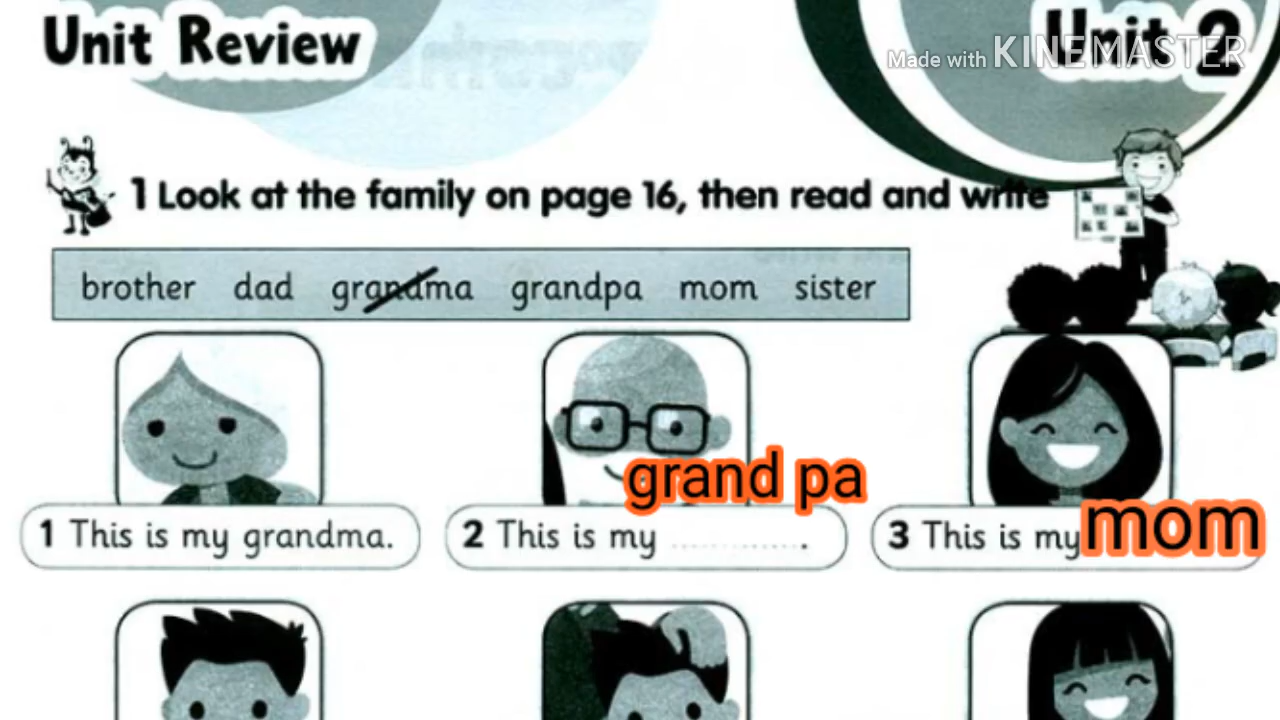 Unit Review
Made with KINEMASTER
Unit 2
1 Look at the family on page 16, then read and write
brother dad grandma grandpa mom sister
grand pa
1 This is my grandma.
2 This is my ............. .
3 This is my mom